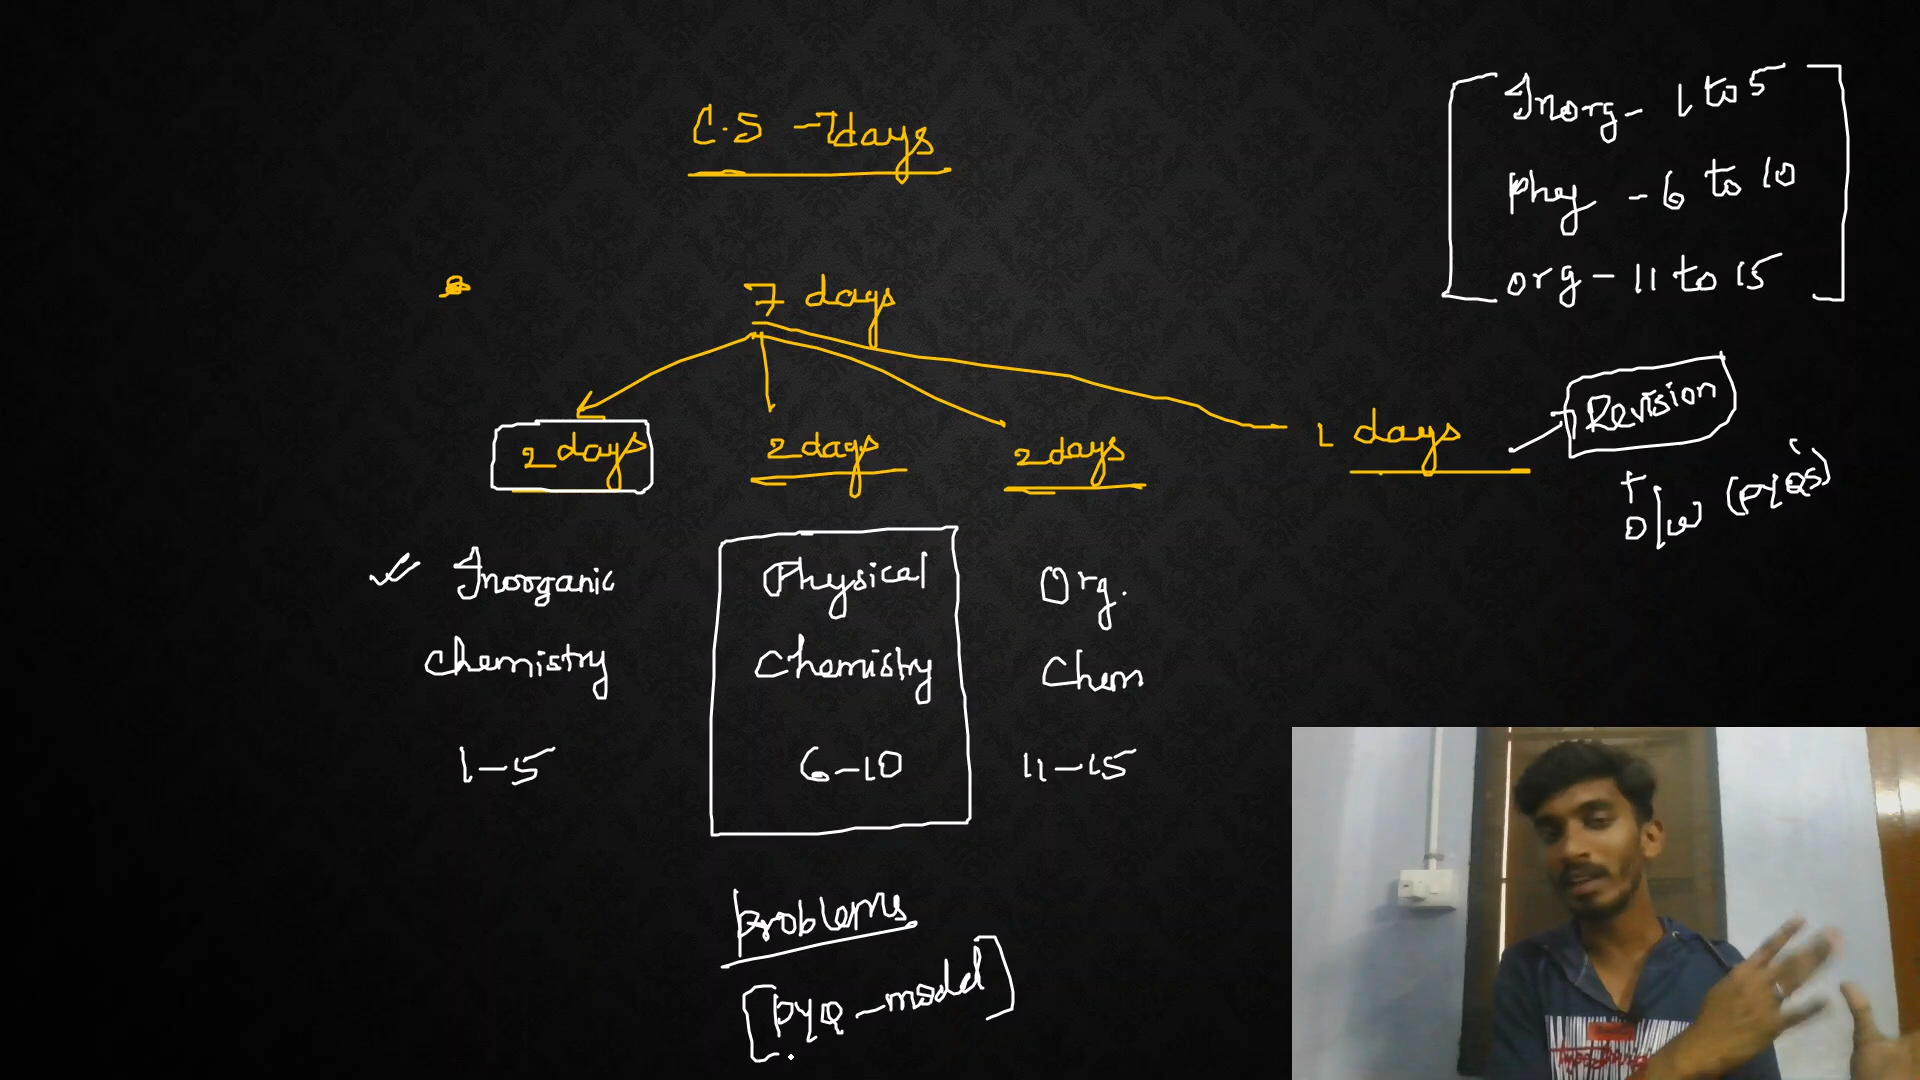 C.S - 7days
7 days
2 days
2 days
2 days
1 days
Inorganic
Chemistry
1-5
Physical
Chemistry
6-10
Org.
Chem
11-15
Problems
[PYQ - model]
Inorg - 1 to 5
Phy - 6 to 10
Org - 11 to 15
Revision
+
(PYQ's)